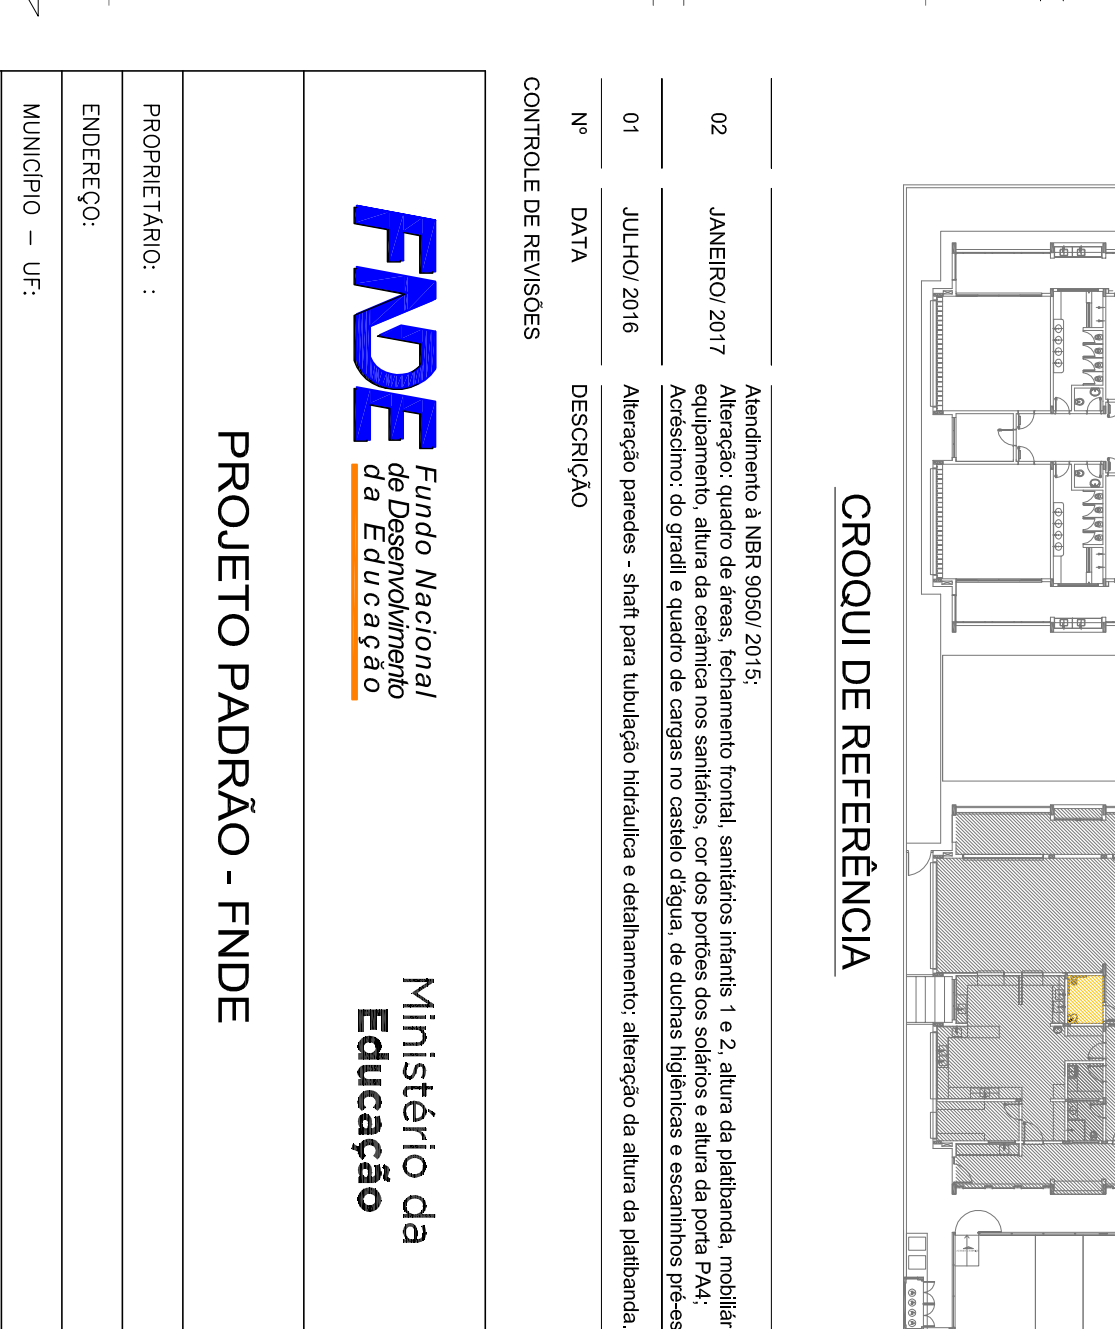 CROQUI DE REFERÊNCIA
Atendimento à NBR 9050/ 2015;
02 JANEIRO/ 2017 Alteração: quadro de áreas, fechamento frontal, sanitários infantis 1 e 2, altura da platibanda,
equipamento, altura da cerâmica nos sanitários, cor dos portões dos solários e altura da porta PA4;
Acréscimo: do gradil e quadro de cargas no castelo d'água, de duchas higiênicas e escaninhos
01 JULHO/ 2016 Alteração paredes - shaft para tubulação hidráulica e detalhamento; alteração da altura da platibanda.
Nº DATA DESCRIÇÃO
CONTROLE DE REVISÕES
FNDE
Fundo Nacional
de Desenvolvimento
da Educação
Ministério da
Educação
PROJETO PADRÃO - FNDE
PROPRIETÁRIO: :
ENDEREÇO:
MUNICÍPIO – UF: